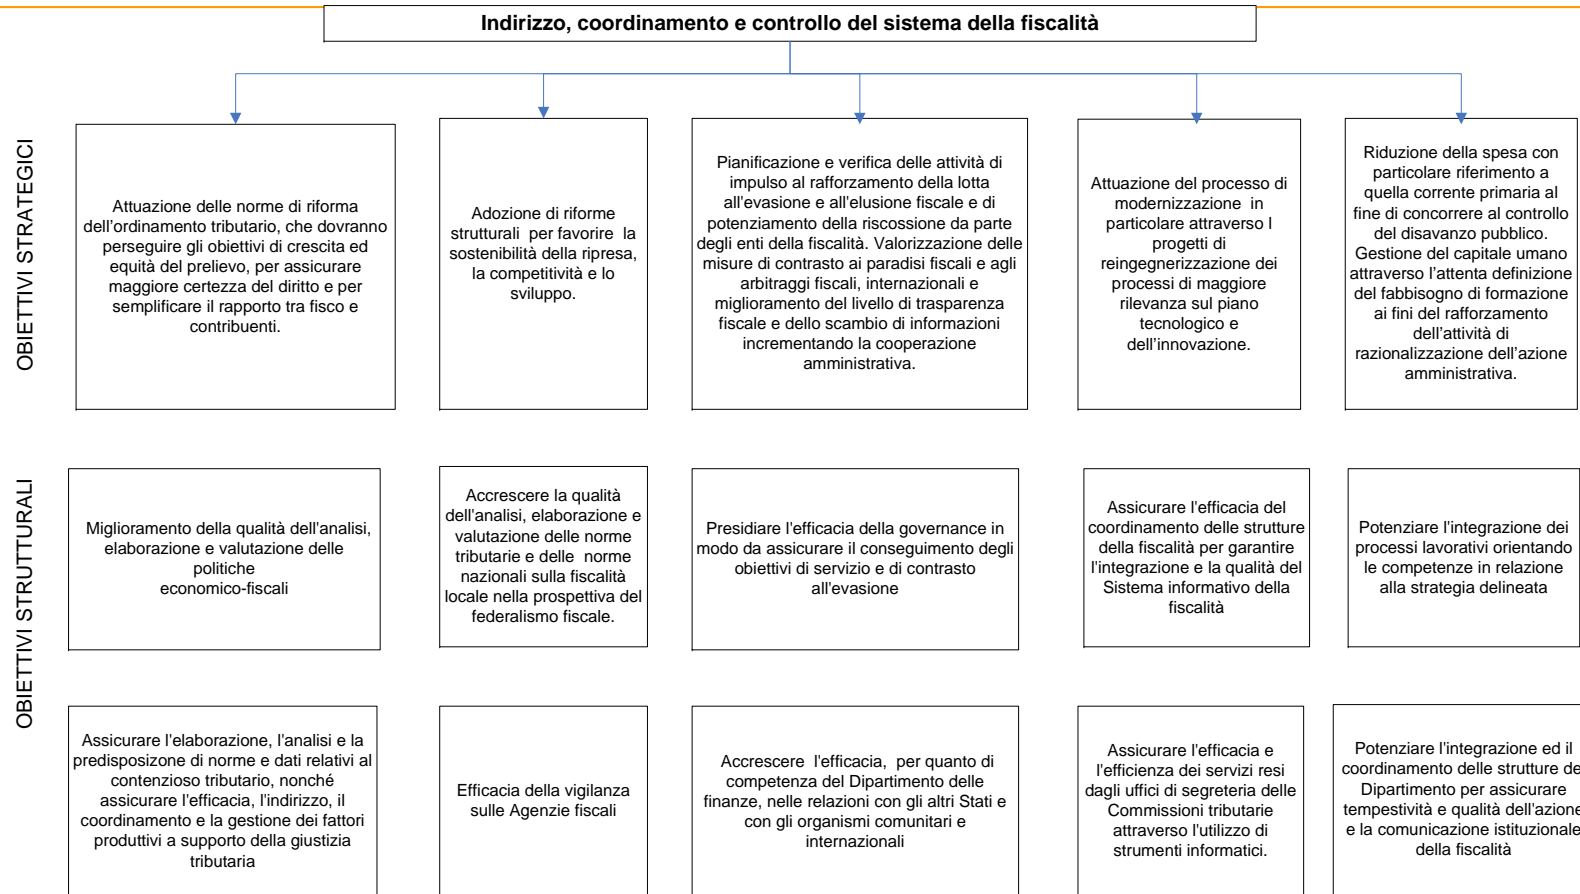 Indirizzo, coordinamento e controllo del sistema della fiscalità
OBIETTIVI STRATEGICI
Attuazione delle norme di riforma
dell'ordinamento tributario, che dovranno
perseguire gli obiettivi di crescita ed
equità del prelievo, per assicurare
maggiore certezza del diritto e per
semplificare il rapporto tra fisco e
contribuenti.
Adozione di riforme
strutturali per favorire la
sostenibilità della ripresa,
la competitività e lo
sviluppo.
Pianificazione e verifica delle attività di
impulso al rafforzamento della lotta
all'evasione e all'elusione fiscale e di
potenziamento della riscossione da parte
degli enti della fiscalità. Valorizzazione delle
misure di contrasto ai paradisi fiscali e agli
arbitraggi fiscali, internazionali e
miglioramento del livello di trasparenza
fiscale e dello scambio di informazioni
incrementando la cooperazione
amministrativa.
Attuazione del processo di
modernizzazione in
particolare attraverso l
progetti di
reingegnerizzazione dei
processi di maggiore
rilevanza sul piano
tecnologico e
dell'innovazione.
Riduzione della spesa con
particolare riferimento a
quella corrente primaria al
fine di concorrere al controllo
del disavanzo pubblico.
Gestione del capitale umano
attraverso l'attenta definizione
del fabbisogno di formazione
ai fini del rafforzamento
dell'attività di
razionalizzazione dell'azione
amministrativa.
OBIETTIVI STRUTTURALI
Miglioramento della qualità dell'analisi,
elaborazione e valutazione delle
politiche
economico-fiscali
Accrescere la qualità
dell'analisi, elaborazione e
valutazione delle norme
tributarie e delle norme
nazionali sulla fiscalità
locale nella prospettiva del
federalismo fiscale.
Presidiare l'efficacia della governance in
modo da assicurare il conseguimento degli
obiettivi di servizio e di contrasto
all'evasione
Assicurare l'efficacia del
coordinamento delle strutture
della fiscalità per garantire
l'integrazione e la qualità del
Sistema informativo della
fiscalità
Potenziare l'integrazione dei
processi lavorativi orientando
le competenze in relazione
alla strategia delineata
Assicurare l'elaborazione, l'analisi e la
predisposizone di norme e dati relativi al
contenzioso tributario, nonché
assicurare l'efficacia, l'indirizzo, il
coordinamento e la gestione dei fattori
produttivi a supporto della giustizia
tributaria
Efficacia della vigilanza
sulle Agenzie fiscali
Accrescere l'efficacia, per quanto di
competenza del Dipartimento delle
finanze, nelle relazioni con gli altri Stati e
con gli organismi comunitari e
internazionali
Assicurare l'efficacia e
l'efficienza dei servizi resi
dagli uffici di segreteria delle
Commissioni tributarie
attraverso l'utilizzo di
strumenti informatici.
Potenziare l'integrazione ed il
coordinamento delle strutture de
Dipartimento per assicurare
tempestività e qualità dell'azione
e la comunicazione istituzionale
della fiscalità